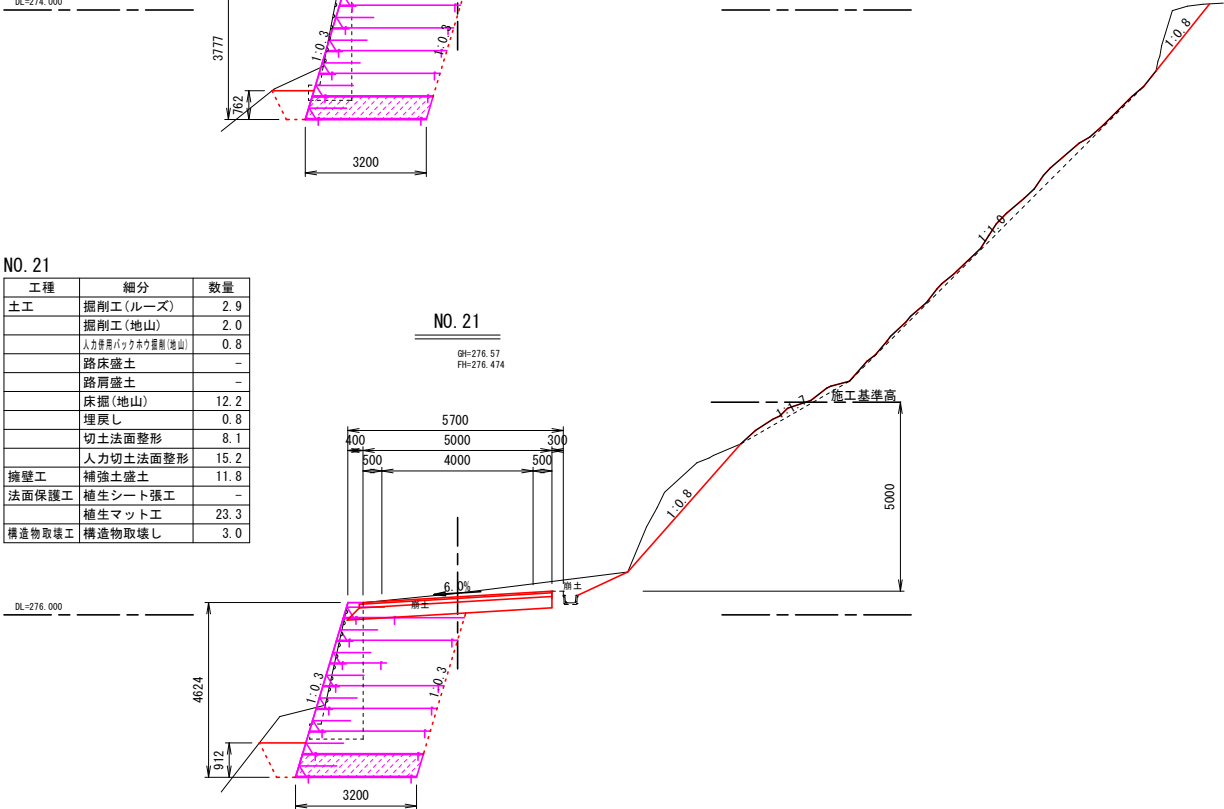 DL=274.000
3777
762
1:0.3
1:0.3
3200
1:0.8
1:1.0
NO. 21
工種 細分 数量
土工 掘削工(ルーズ) 2.9
掘削工(地山) 2.0
人力併用バックホウ掘削(地山) 0.8
路床盛土 -
路肩盛土 -
床掘(地山) 12.2
埋戻し 0.8
切土法面整形 8.1
人力切土法面整形 15.2
擁壁工 補強土盛土 11.8
法面保護工 植生シート張工 -
植生マット工 23.3
構造物取壊工 構造物取壊し 3.0
NO. 21
GH=276.57
FH=276.474
5700
400 5000 300
500 4000 500
1:1.7
施工基準高
5000
1:0.8
6.0%
崩土
崩土
DL=276.000
4624
912
1:0.3
1:0.3
3200